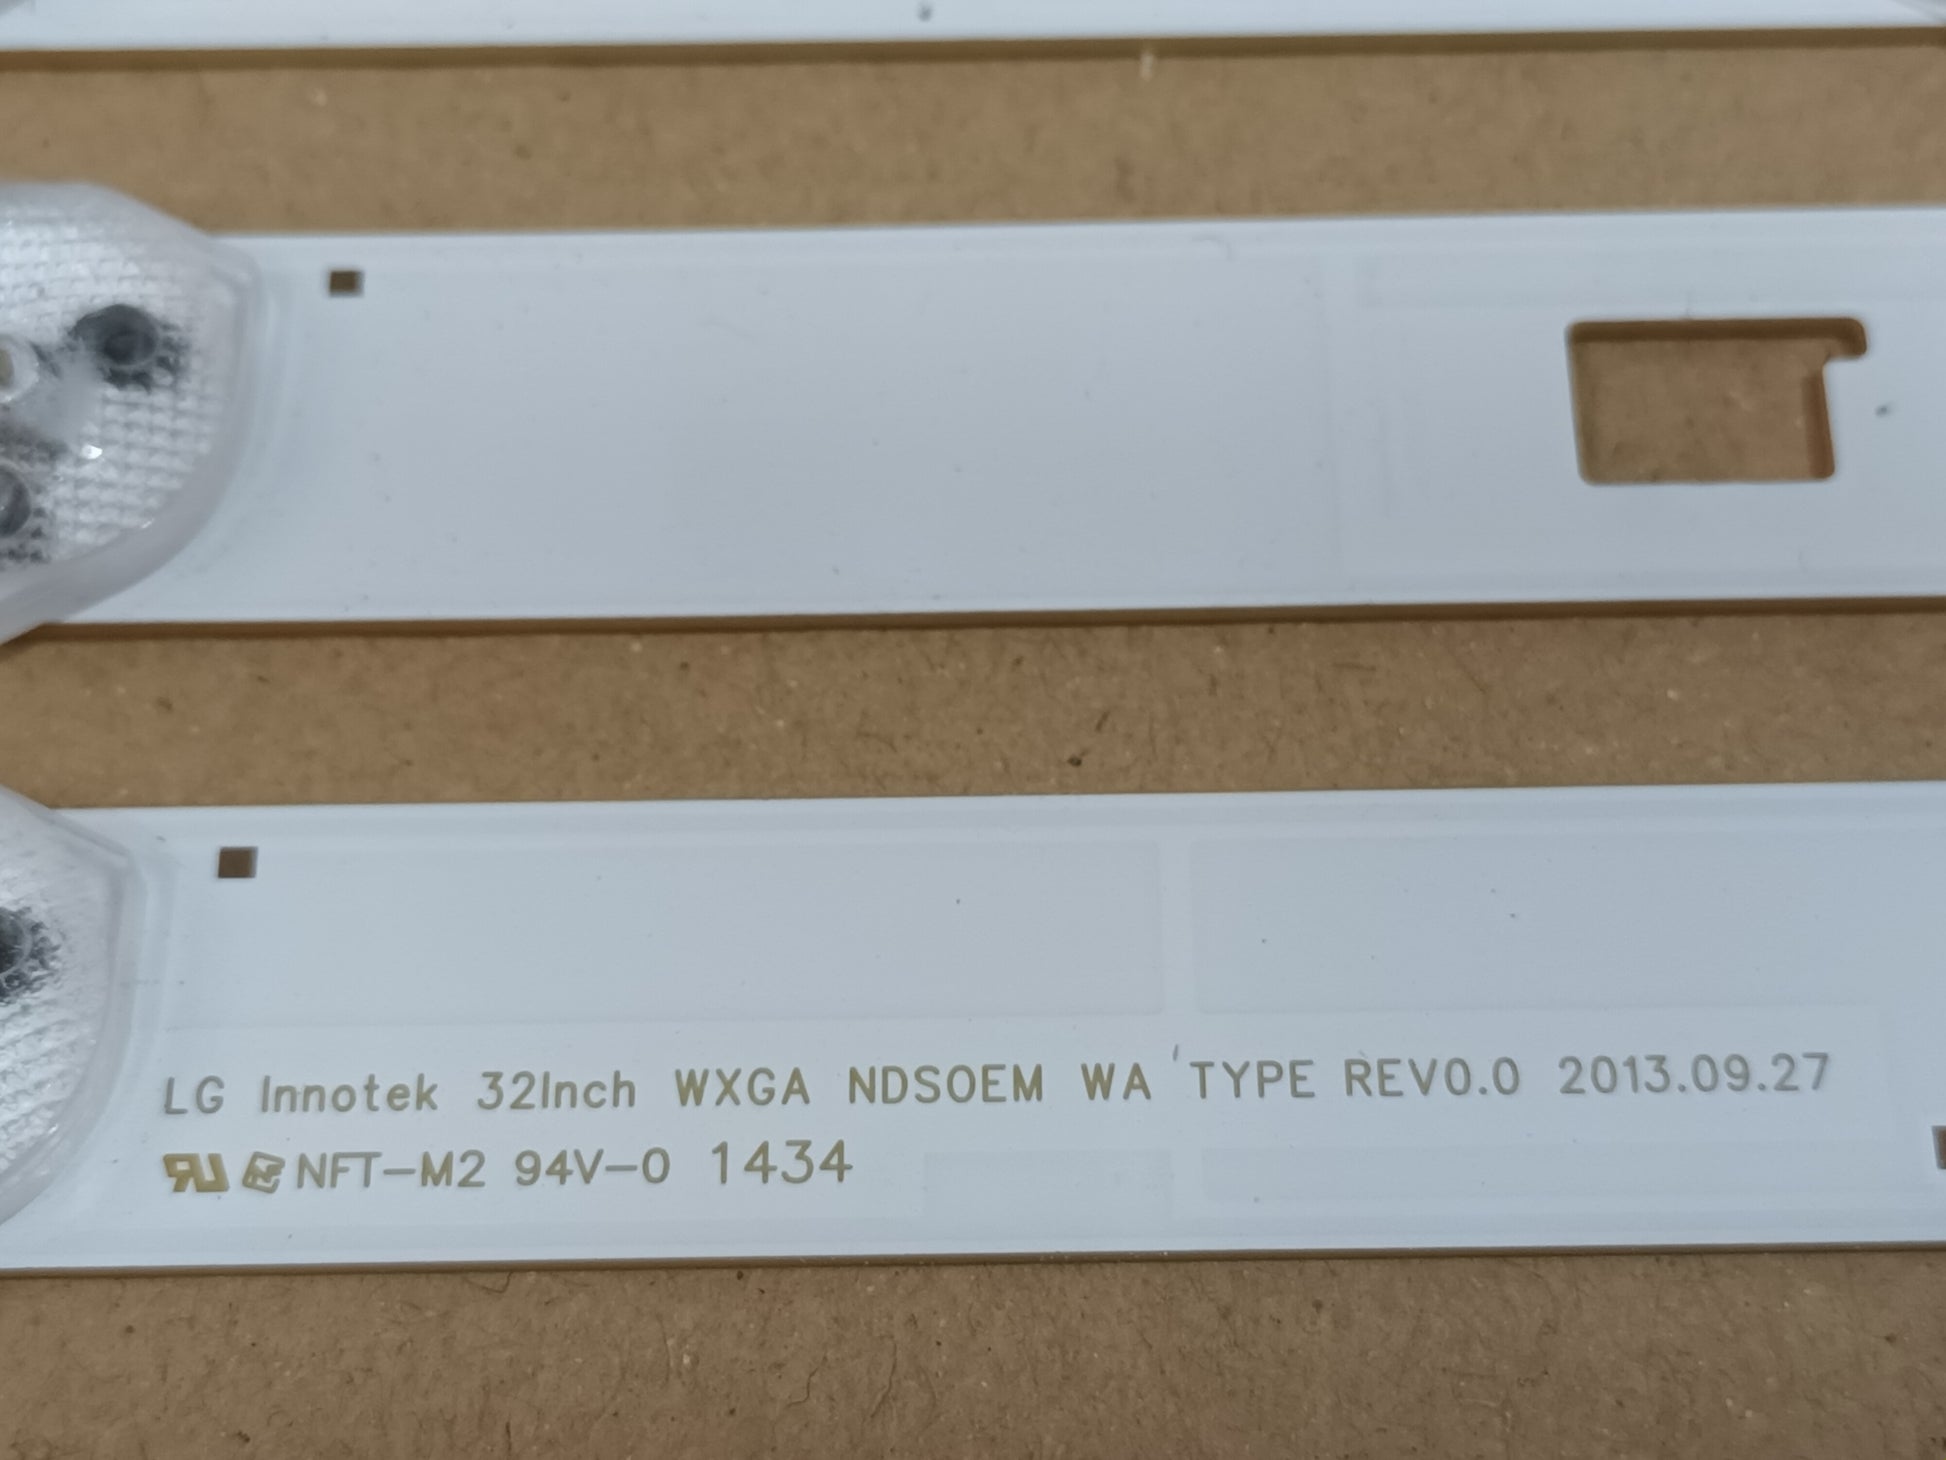 LG Innotek 32Inch WXGA NDSOEM WA TYPE REV0.0 2013.09.27
NFT-M2 94V-0 1434